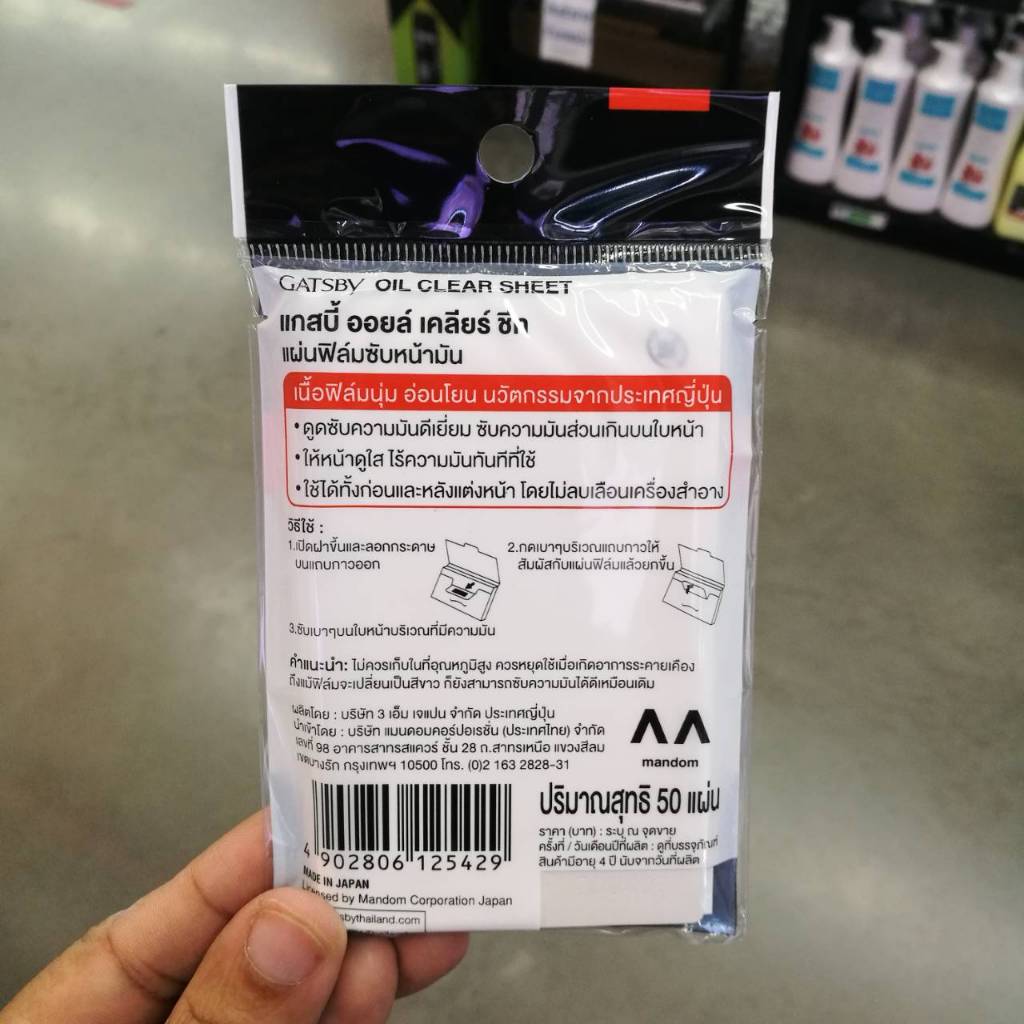 GATSBY OIL CLEAR SHEET
แกสบี้ ออยล์ เคลียร์ ชีท
แผ่นฟิล์มซับหน้ามัน
เนื้อฟิล์มนุ่ม อ่อนโยน นวัตกรรมจากประเทศญี่ปุ่น
•ดูดซับความมันดีเยี่ยม ซับความมันส่วนเกินบนใบหน้า
•ให้หน้าดูใส ไร้ความมันทันทีที่ใช้
•ใช้ได้ทั้งก่อนและหลังแต่งหน้า โดยไม่ลบเลือนเครื่องสำอาง
วิธีใช้ :
1.เปิดฝาขึ้นและลอกกระดาษ
บนแถบกาวออก
2.กดเบาๆบริเวณแถบกาวให้
สัมผัสกับแผ่นฟิล์มแล้วยกขึ้น
3.ซับเบาๆบนใบหน้าบริเวณที่มีความมัน
คำแนะนำ: ไม่ควรเก็บในที่อุณหภูมิสูง ควรหยุดใช้เมื่อเกิดอาการระคายเคือง
ถึงแม้ฟิล์มจะเปลี่ยนเป็นสีขาว ก็ยังสามารถซับความมันได้ดีเหมือนเดิม
ผลิตโดย : บริษัท 3 เอ็ม เจแปน จำกัด ประเทศญี่ปุ่น
นำเข้าโดย : บริษัท แมนดอมคอร์ปอเรชั่น (ประเทศไทย) จำกัด
เลขที่ 98 อาคารสาทรสแควร์ ชั้น 28 ถ.สาทรเหนือ แขวงสีลม
เขตบางรัก กรุงเทพฯ 10500 โทร. (0)2 163 2828-31
mandom
ปริมาณสุทธิ 50 แผ่น
ราคา (บาท) : ระบุ ณ จุดขาย
ครั้งที่ / วันเดือนปีที่ผลิต : ดูที่บรรจุภัณฑ์
สินค้ามีอายุ 4 ปี นับจากวันที่ผลิต
4 902806 125429
MADE IN JAPAN
Licensed by Mandom Corporation Japan
sbythailand.com